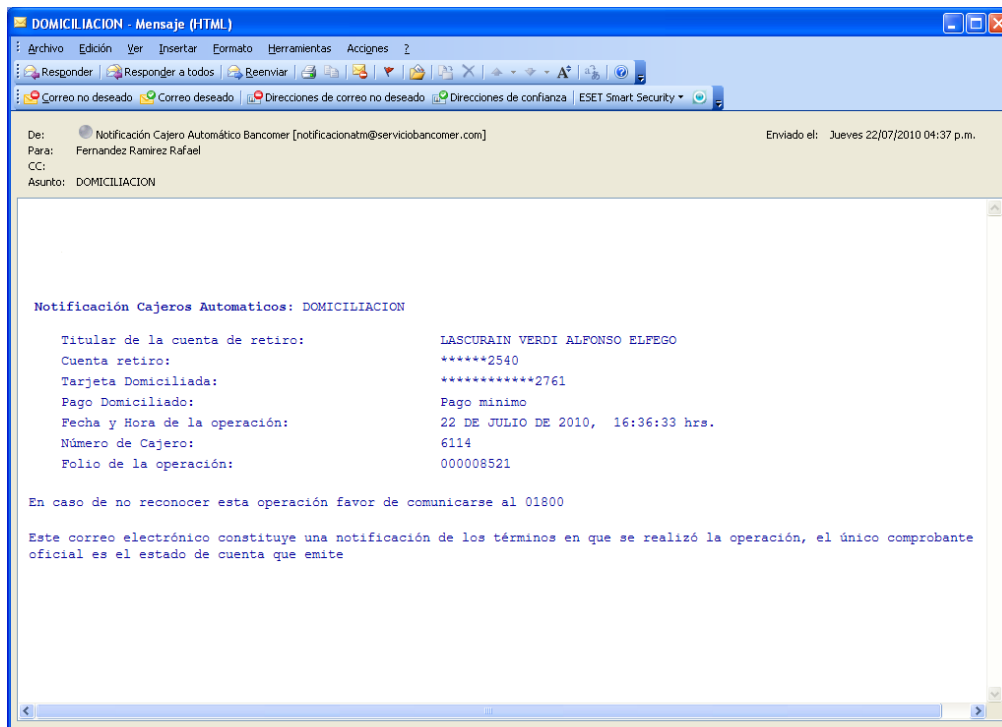 DOMICILIACION - Mensaje (HTML)
Archivo Edición Ver Insertar Formato Herramientas Acciones ?
Responder Responder a todos Reenviar
Correo no deseado Correo deseado Direcciones de correo no deseado Direcciones de confianza ESET Smart Security
De: Notificación Cajero Automático Bancomer [notificacionatm@serviciobancomer.com] Enviado el: Jueves 22/07/2010 04:37 p.m.
Para: Fernandez Ramirez Rafael
CC:
Asunto: DOMICILIACION
Notificación Cajeros Automaticos: DOMICILIACION
Titular de la cuenta de retiro: LASCURAIN VERDI ALFONSO ELFEGO
Cuenta retiro: ******2540
Tarjeta Domiciliada: ************2761
Pago Domiciliado: Pago minimo
Fecha y Hora de la operación: 22 DE JULIO DE 2010, 16:36:33 hrs.
Número de Cajero: 6114
Folio de la operación: 000008521
En caso de no reconocer esta operación favor de comunicarse al 01800
Este correo electrónico constituye una notificación de los términos en que se realizó la operación, el único comprobante
oficial es el estado de cuenta que emite